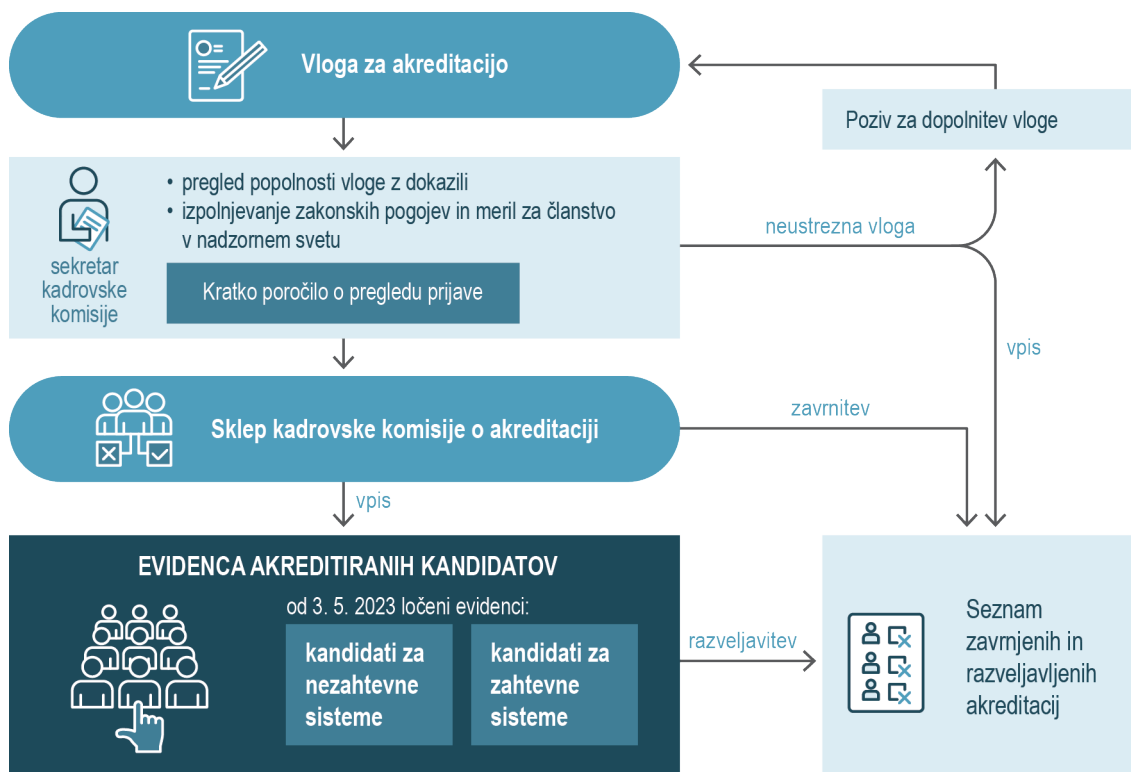 Vloga za akreditacijo
Poziv za dopolnitev vloge
• pregled popolnosti vloge z dokazili
• izpolnjevanje zakonskih pogojev in meril za članstvo
v nadzornem svetu
sekretar
kadrovske
komisije
Kratko poročilo o pregledu prijave
neustrezna vloga
vpis
Sklep kadrovske komisije o akreditaciji
zavrnitev
vpis
EVIDENCA AKREDITIRANIH KANDIDATOV
od 3. 5. 2023 ločeni evidenci:
kandidati za
nezahtevne
sisteme
kandidati za
zahtevne
sisteme
razveljavitev
Seznam
zavrnjenih in
razveljavljenih
akreditacij